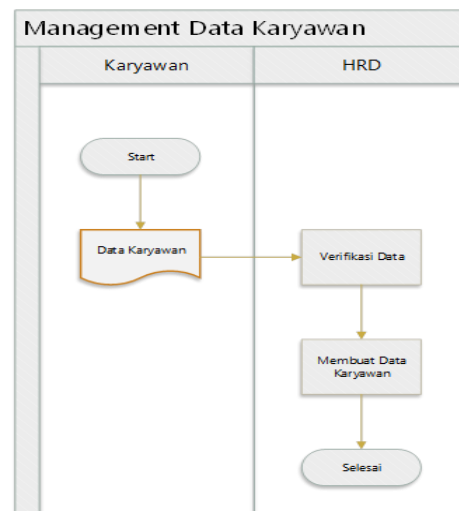 Management Data Karyawan
Karyawan
HRD
Start
Data Karyawan
Verifikasi Data
Membuat Data
Karyawan
Selesai